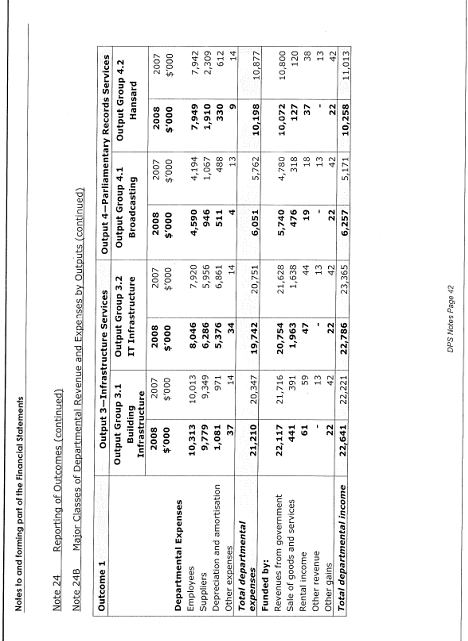 Notes to and forming part of the Financial Statements
Note 24 Reporting of Outcomes (continued)
Note 24B Major Classes of Departmental Revenue and Expenses by Outputs (continued)
Outcome 1 Output 3—Infrastructure Services Output 4—Parliamentary Records Services
Output Group 3.1 Building Infrastructure Output Group 3.2 IT Infrastructure Output Group 4.1 Broadcasting Output Group 4.2 Hansard
2008 2007 2008 2007 2008 2007 2008 2007
$'000 $'000 $'000 $'000 $'000 $'000 $'000 $'000
Departmental Expenses
Employees 10,313 10,013 8,046 7,920 4,590 4,194 7,949 7,942
Suppliers 9,779 9,349 6,286 5,956 946 1,067 1,910 2,309
Depreciation and amortisation 1,081 971 5,376 6,861 511 488 330 612
Other expenses 37 14 34 14 4 13 9 14
Total departmental expenses 21,210 20,347 19,742 20,751 6,051 5,762 10,198 10,877
Funded by:
Revenues from government 22,117 21,716 20,754 21,628 5,740 4,780 10,072 10,800
Sale of goods and services 441 391 1,963 1,638 476 318 127 120
Rental income 61 59 47 44 19 18 37 38
Other revenue - 13 - 13 - 13 - 13
Other gains 22 42 22 42 22 42 22 42
Total departmental income 22,641 22,221 22,786 23,365 6,257 5,171 10,258 11,013
DPS Notes Page 42